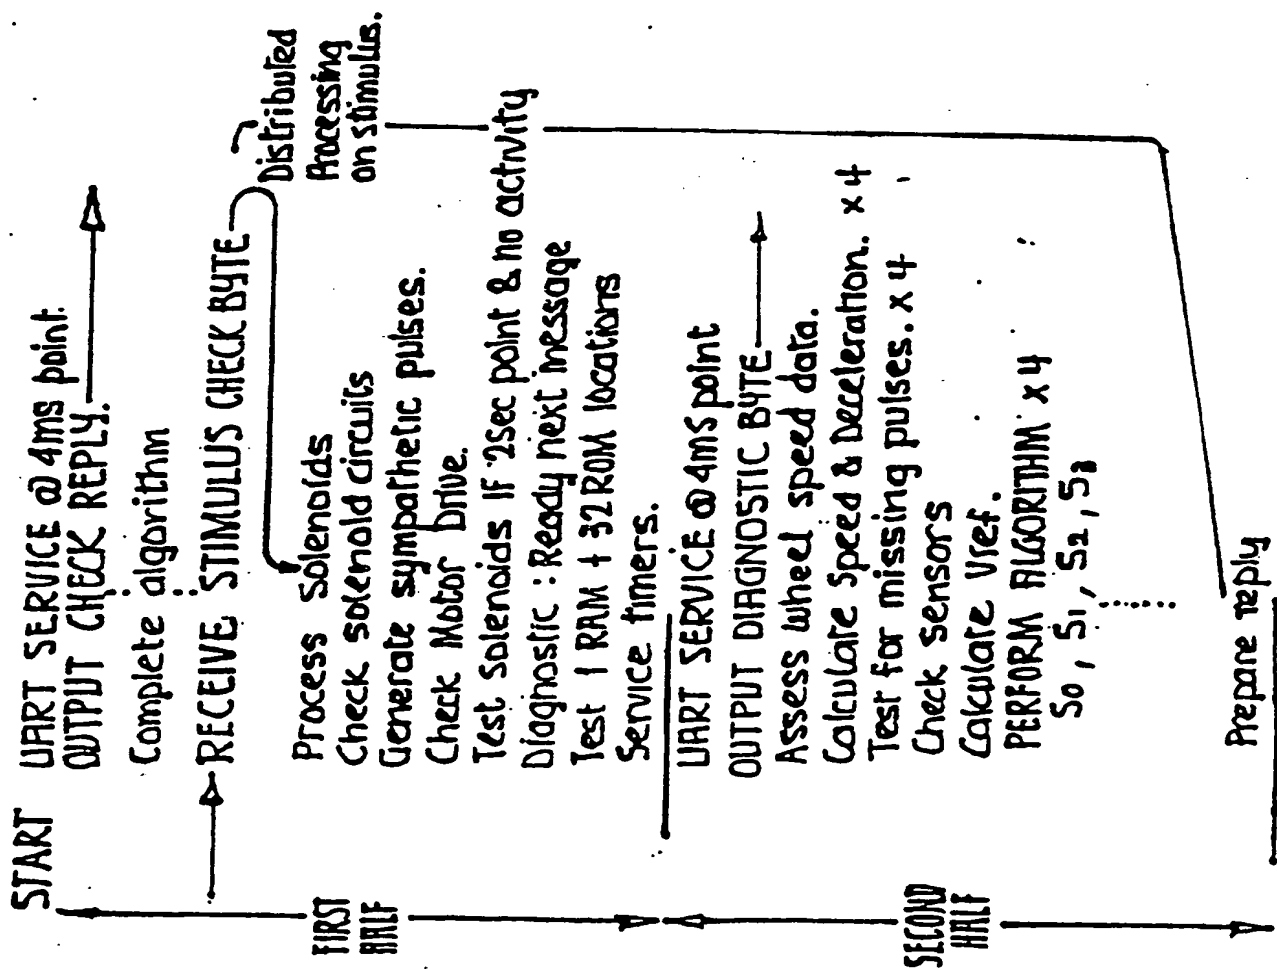 START
UART SERVICE @ 4ms point.
OUTPUT CHECK REPLY.
Complete algorithm
RECEIVE STIMULUS CHECK BYTE
Distributed
Processing
on stimulus.
FIRST
HALF
Process Solenoids
Check solenoid circuits
Generate sympathetic pulses.
Check Motor Drive.
Test Solenoids IF 2Sec point & no activity
Diagnostic : Ready next message
Test 1 RAM + 32 ROM locations
Service timers.
UART SERVICE @ 4ms point
OUTPUT DIAGNOSTIC BYTE
Assess wheel speed data.
Calculate Speed & Deceleration. x 4
Test for missing pulses. x 4
Check sensors
Calculate Vref.
PERFORM ALGORITHM x 4
S0, S1, S2, S3
SECOND
HALF
Prepare reply